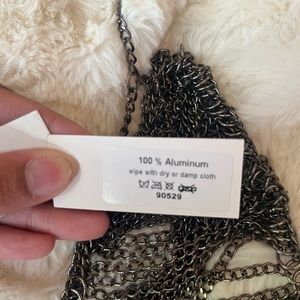 100 % Aluminum
wipe with dry or damp cloth
90529